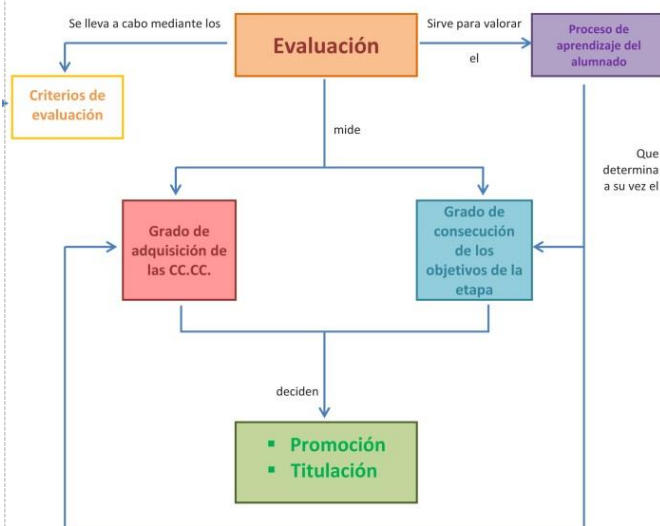 Se lleva a cabo mediante los
Evaluación
Sirve para valorar
el
Proceso de
aprendizaje del
alumnado
Criterios de
evaluación
mide
Que
determina
a su vez el
Grado de
adquisición de
las CC.CC.
Grado de
consecución
de los
objetivos de la
etapa
deciden
▪ Promoción
▪ Titulación